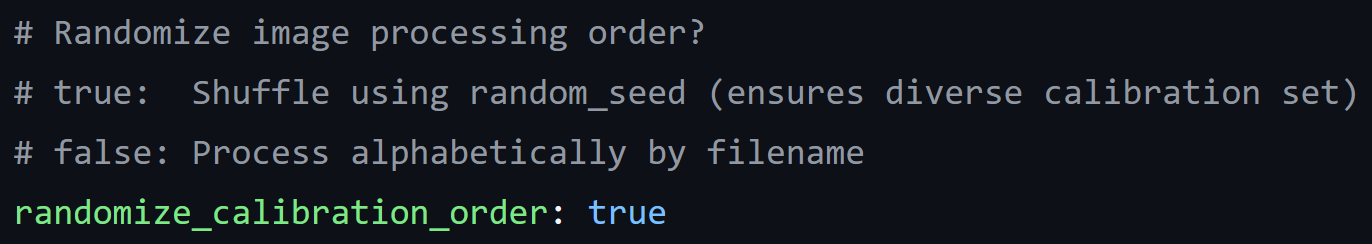 # Randomize image processing order?
# true:  Shuffle using random_seed (ensures diverse calibration set)
# false: Process alphabetically by filename
randomize_calibration_order: true